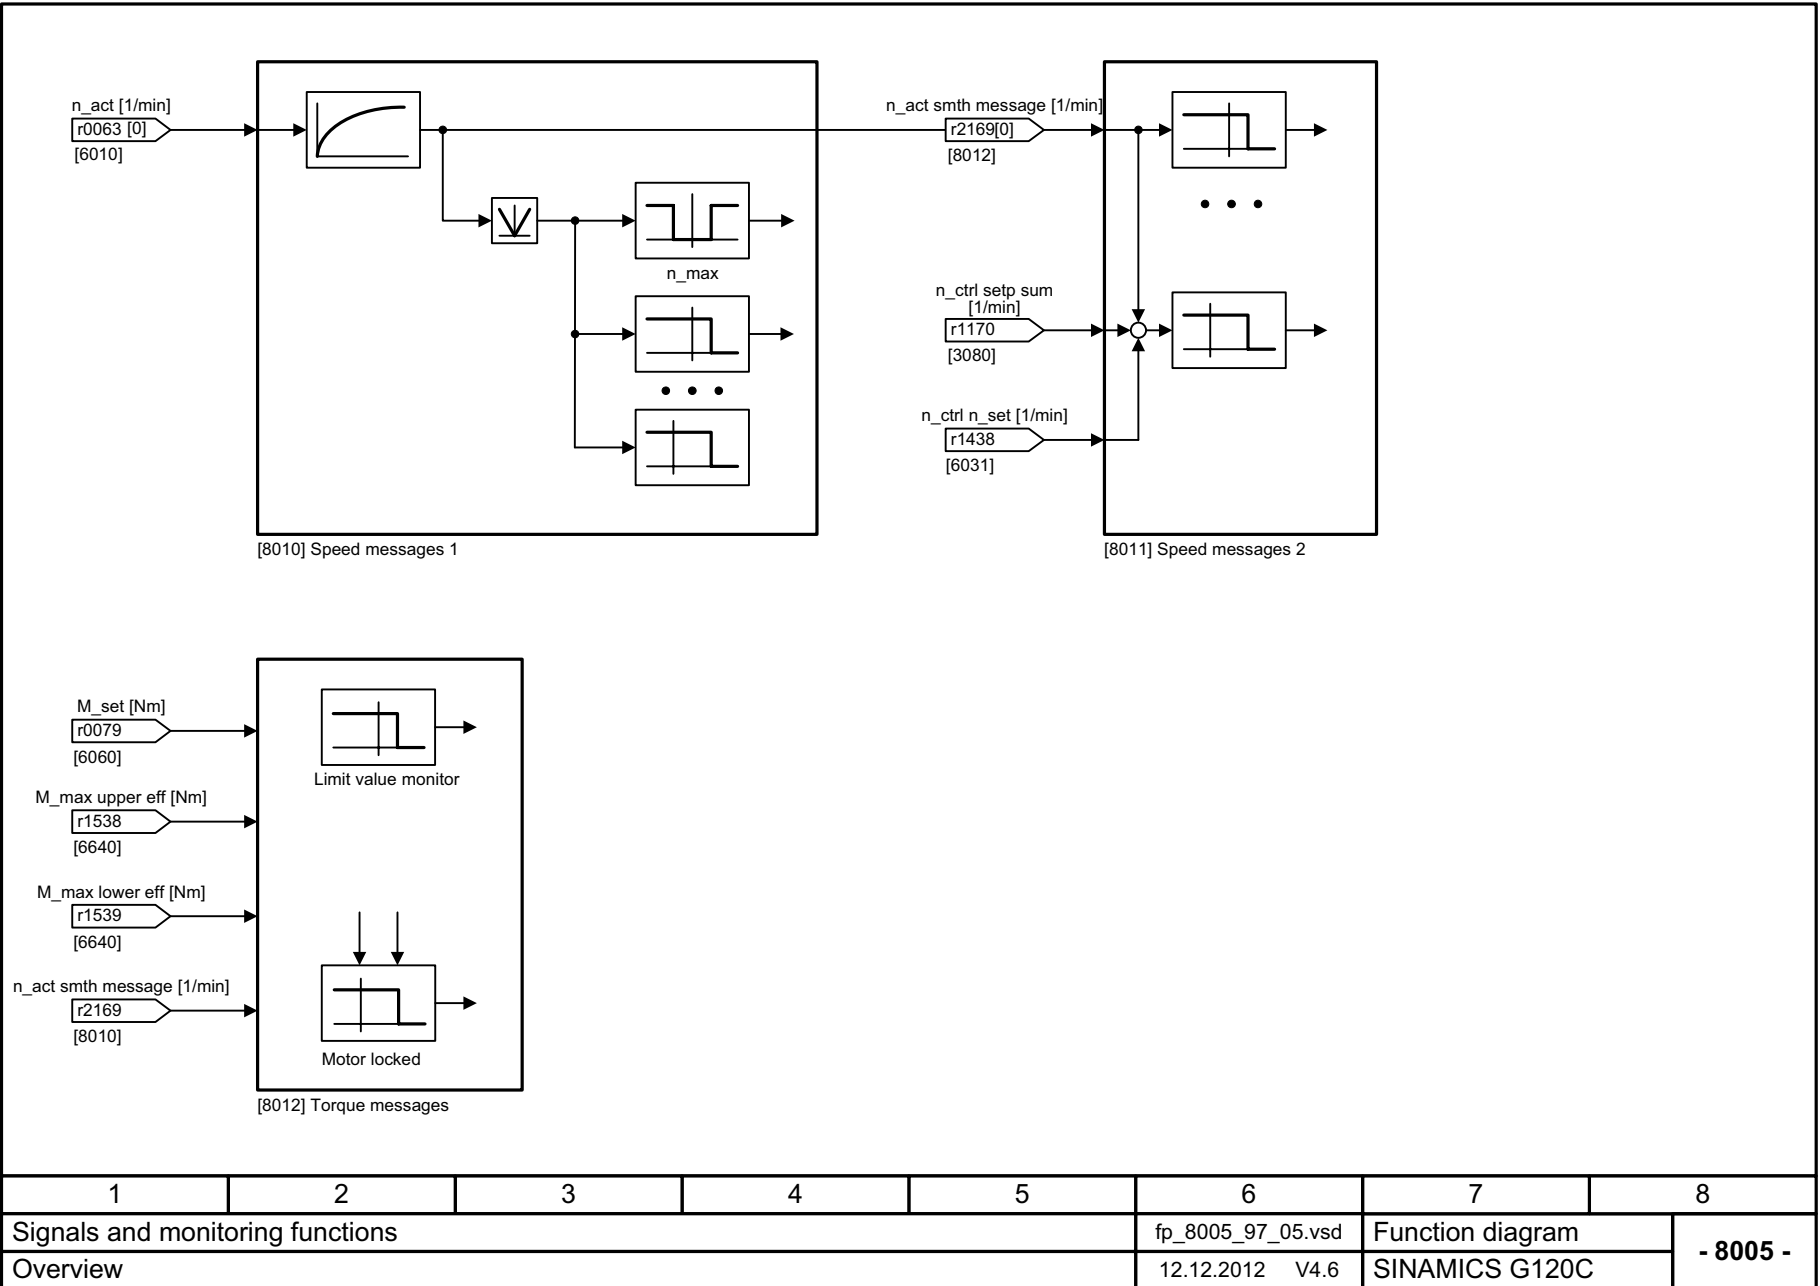 n_act [1/min]
r0063 [0]
[6010]
n_max
[8010] Speed messages 1
n_act smth message [1/min]
r2169[0]
[8012]
n_ctrl setp sum
[1/min]
r1170
[3080]
n_ctrl n_set [1/min]
r1438
[6031]
[8011] Speed messages 2
M_set [Nm]
r0079
[6060]
M_max upper eff [Nm]
r1538
[6640]
M_max lower eff [Nm]
r1539
[6640]
n_act smth message [1/min]
r2169
[8010]
Limit value monitor
Motor locked
[8012] Torque messages
1 2 3 4 5 6 7 8
Signals and monitoring functions fp_8005_97_05.vsd Function diagram
- 8005 -
Overview 12.12.2012 V4.6 SINAMICS G120C